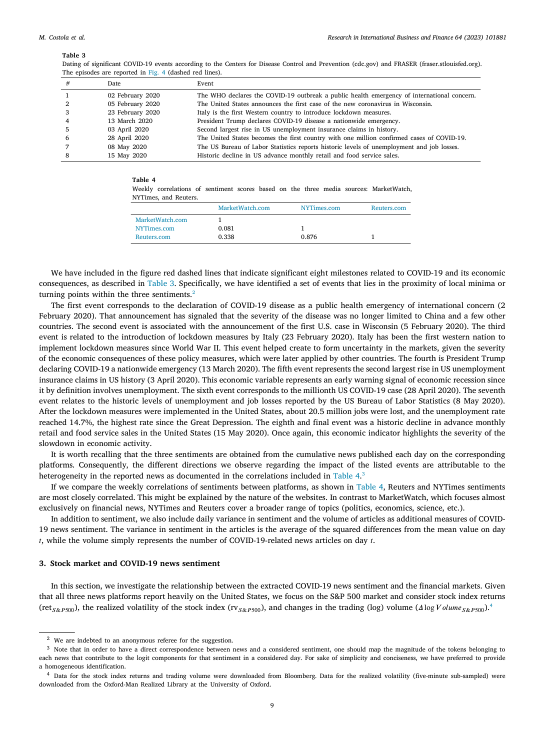 M. Costola et al.
Research in International Business and Finance 64 (2023) 101881
Table 3
Dating of significant COVID-19 events according to the Centers for Disease Control and Prevention (cdc.gov) and FRASER (fraser.stlouisfed.org).
The episodes are reported in Fig. 4 (dashed red lines).
# Date Event
1 02 February 2020 The WHO declares the COVID-19 outbreak a public health emergency of international concern.
2 05 February 2020 The United States announces the first case of the new coronavirus in Wisconsin.
3 23 February 2020 Italy is the first Western country to introduce lockdown measures.
4 13 March 2020 President Trump declares COVID-19 disease a nationwide emergency.
5 03 April 2020 Second largest rise in US unemployment insurance claims in history.
6 28 April 2020 The United States becomes the first country with one million confirmed cases of COVID-19.
7 08 May 2020 The US Bureau of Labor Statistics reports historic levels of unemployment and job losses.
8 15 May 2020 Historic decline in US advance monthly retail and food service sales.
Table 4
Weekly correlations of sentiment scores based on the three media sources: MarketWatch,
NYTimes, and Reuters.
MarketWatch.com NYTimes.com Reuters.com
MarketWatch.com 1
NYTimes.com 0.081 1
Reuters.com 0.338 0.876 1
We have included in the figure red dashed lines that indicate significant eight milestones related to COVID-19 and its economic
consequences, as described in Table 3. Specifically, we have identified a set of events that lies in the proximity of local minima or
turning points within the three sentiments.2
The first event corresponds to the declaration of COVID-19 disease as a public health emergency of international concern (2
February 2020). That announcement has signaled that the severity of the disease was no longer limited to China and a few other
countries. The second event is associated with the announcement of the first U.S. case in Wisconsin (5 February 2020). The third
event is related to the introduction of lockdown measures by Italy (23 February 2020). Italy has been the first western nation to
implement lockdown measures since World War II. This event helped create to form uncertainty in the markets, given the severity
of the economic consequences of these policy measures, which were later applied by other countries. The fourth is President Trump
declaring COVID-19 a nationwide emergency (13 March 2020). The fifth event represents the second largest rise in US unemployment
insurance claims in US history (3 April 2020). This economic variable represents an early warning signal of economic recession since
it by definition involves unemployment. The sixth event corresponds to the millionth US COVID-19 case (28 April 2020). The seventh
event relates to the historic levels of unemployment and job losses reported by the US Bureau of Labor Statistics (8 May 2020).
After the lockdown measures were implemented in the United States, about 20.5 million jobs were lost, and the unemployment rate
reached 14.7%, the highest rate since the Great Depression. The eighth and final event was a historic decline in advance monthly
retail and food service sales in the United States (15 May 2020). Once again, this economic indicator highlights the severity of the
slowdown in economic activity.
It is worth recalling that the three sentiments are obtained from the cumulative news published each day on the corresponding
platforms. Consequently, the different directions we observe regarding the impact of the listed events are attributable to the
heterogeneity in the reported news as documented in the correlations included in Table 4.3
If we compare the weekly correlations of sentiments between platforms, as shown in Table 4, Reuters and NYTimes sentiments
are most closely correlated. This might be explained by the nature of the websites. In contrast to MarketWatch, which focuses almost
exclusively on financial news, NYTimes and Reuters cover a broader range of topics (politics, economics, science, etc.).
In addition to sentiment, we also include daily variance in sentiment and the volume of articles as additional measures of COVID-
19 news sentiment. The variance in sentiment in the articles is the average of the squared differences from the mean value on day
t, while the volume simply represents the number of COVID-19-related news articles on day t.
3. Stock market and COVID-19 news sentiment
In this section, we investigate the relationship between the extracted COVID-19 news sentiment and the financial markets. Given
that all three news platforms report heavily on the United States, we focus on the S&P 500 market and consider stock index returns
(retS&P500), the realized volatility of the stock index (rvS&P500), and changes in the trading (log) volume (ΔlogVolumeS&P500).4
2 We are indebted to an anonymous referee for the suggestion.
3 Note that in order to have a direct correspondence between news and a considered sentiment, one should map the magnitude of the tokens belonging to
each news that contribute to the logit components for that sentiment in a considered day. For sake of simplicity and conciseness, we have preferred to provide
a homogeneous identification.
4 Data for the stock index returns and trading volume were downloaded from Bloomberg. Data for the realized volatility (five-minute sub-sampled) were
downloaded from the Oxford-Man Realized Library at the University of Oxford.
9